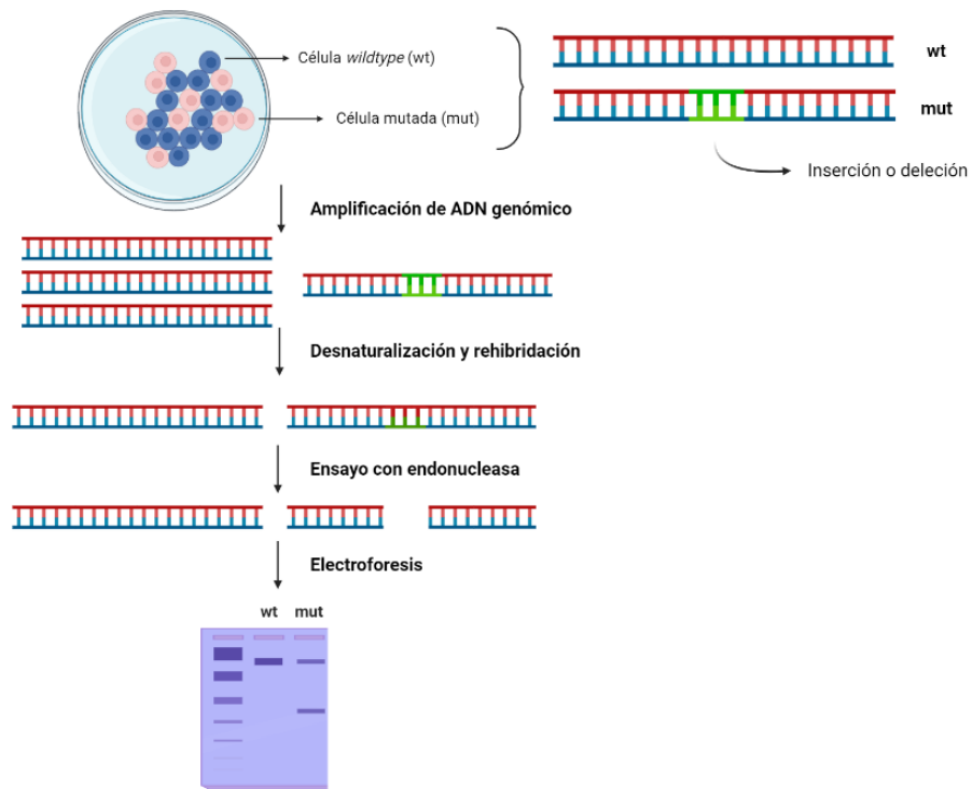 Célula wildtype (wt)
Célula mutada (mut)
wt
mut
Inserción o deleción
Amplificación de ADN genómico
Desnaturalización y rehibridación
Ensayo con endonucleasa
Electroforesis
wt mut